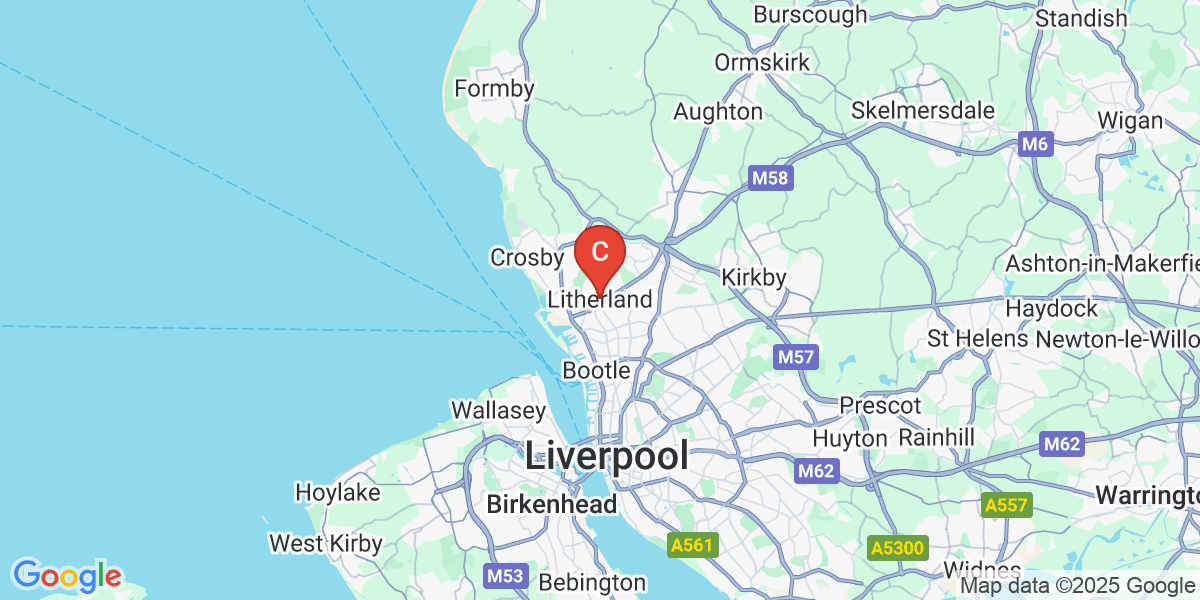 Burscough
Standish
Ormskirk
Formby
Aughton
Skelmersdale
Wigan
M6
M58
C
Crosby
Kirkby
Ashton-in-Makerfie
Litherland
Haydock
St Helens
Newton-le-Willo
M57
Bootle
Wallasey
Prescot
Huyton
Rainhill
M62
Liverpool
M62
Hoylake
Birkenhead
A557
Warringto
West Kirby
A561
A5300
Google
M53
Bebington
Widnes
Map data ©2025 Google